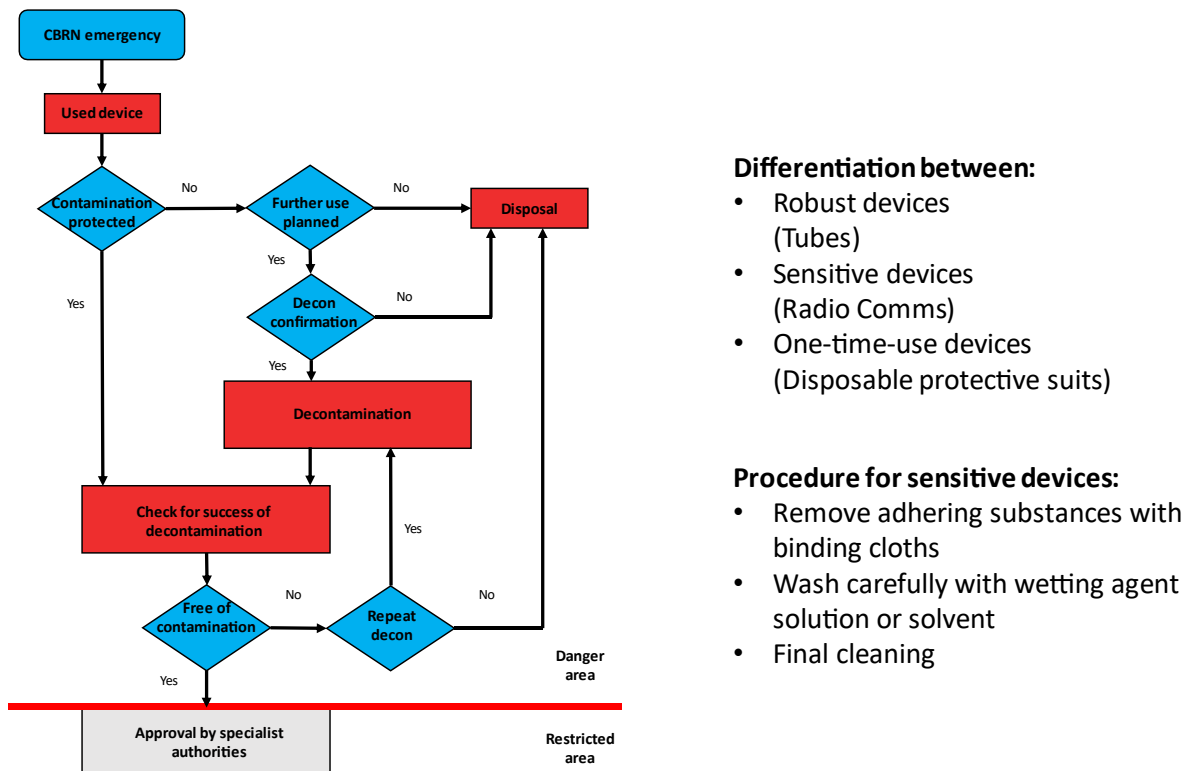 CBRN emergency
Used device
Contamination
protected
No
Further use
planned
No
Disposal
Yes
Yes
Decon
confirmation
No
Yes
Decontamination
Check for success of
decontamination
Yes
Free of
contamination
No
Repeat
decon
No
Yes
Danger
area
Approval by specialist
authorities
Restricted
area
Differentiation between:
• Robust devices
(Tubes)
• Sensitive devices
(Radio Comms)
• One-time-use devices
(Disposable protective suits)
Procedure for sensitive devices:
• Remove adhering substances with
binding cloths
• Wash carefully with wetting agent
solution or solvent
• Final cleaning